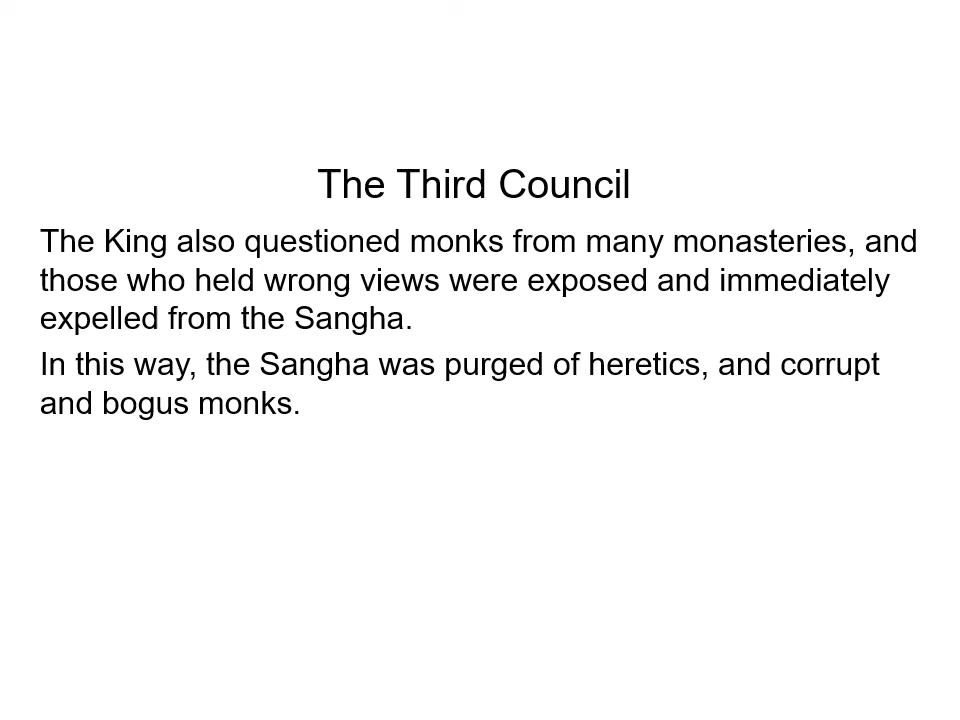 The Third Council
The King also questioned monks from many monasteries, and
those who held wrong views were exposed and immediately
expelled from the Sangha.
In this way, the Sangha was purged of heretics, and corrupt
and bogus monks.